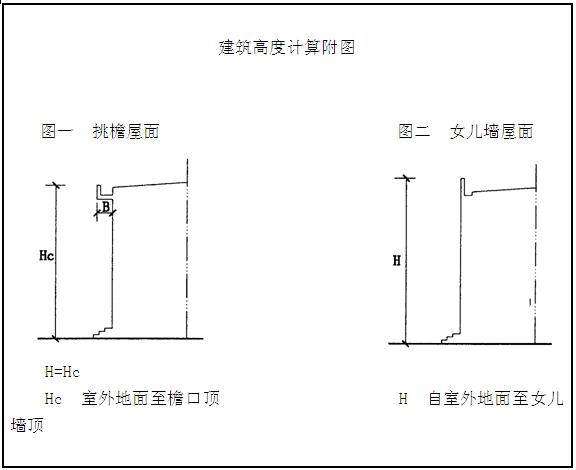 建筑高度计算附图
图一 挑檐屋面
图二 女儿墙屋面
B
Hc
H
H=Hc
Hc 室外地面至檐口顶
H 自室外地面至女儿
墙顶